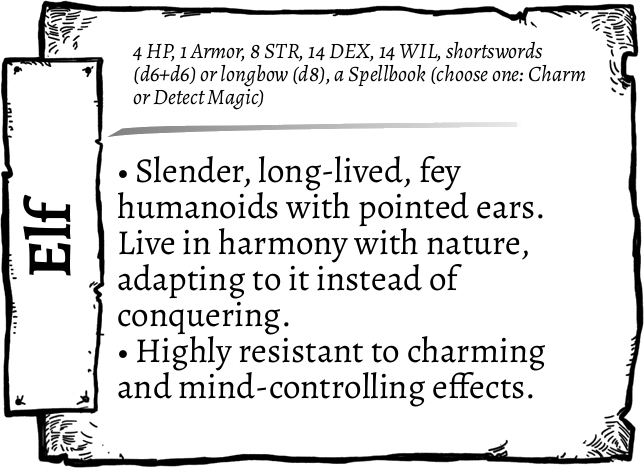 Elf
4 HP, 1 Armor, 8 STR, 14 DEX, 14 WIL, shortswords
(d6+d6) or longbow (d8), a Spellbook (choose one: Charm
or Detect Magic)
• Slender, long-lived, fey
humanoids with pointed ears.
Live in harmony with nature,
adapting to it instead of
conquering.
• Highly resistant to charming
and mind-controlling effects.